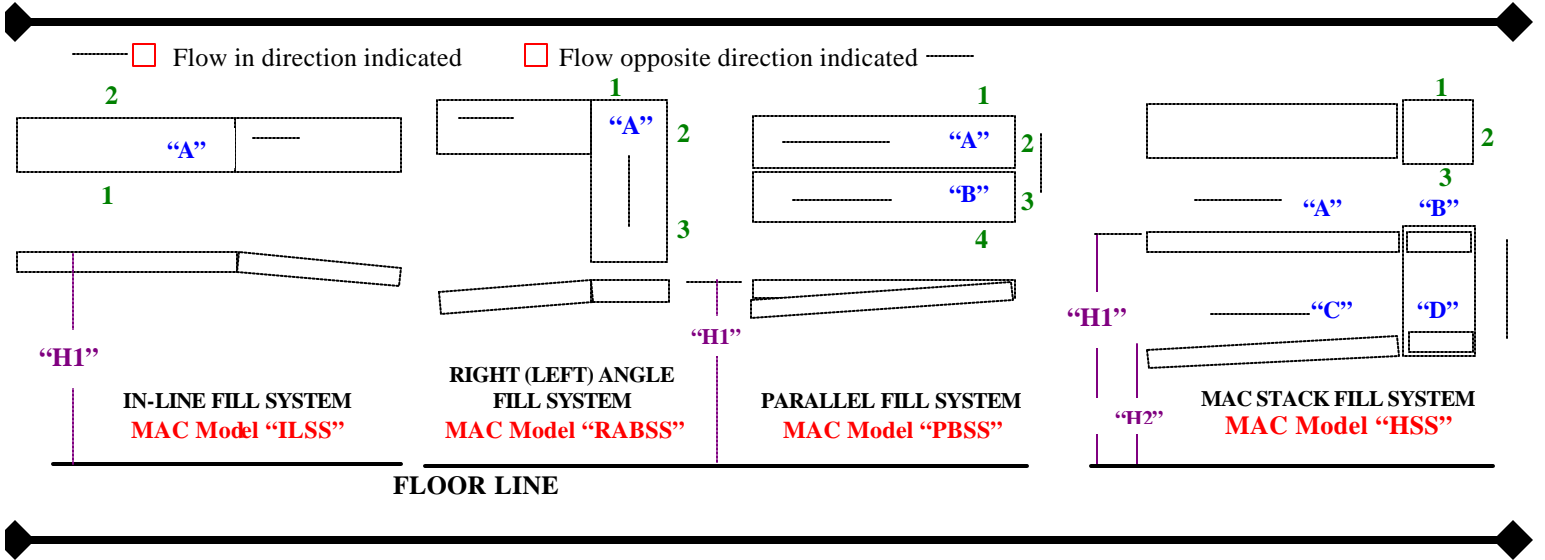 Flow in direction indicated
Flow opposite direction indicated
2
“A”
1
“H1”
IN-LINE FILL SYSTEM
MAC Model “ILSS”
1
“A”
2
3
RIGHT (LEFT) ANGLE
FILL SYSTEM
MAC Model “RABSS”
“H1”
1
“A”
2
“B”
3
4
PARALLEL FILL SYSTEM
MAC Model “PBSS”
1
2
3
“A”
“B”
“H1”
“C”
“D”
“H2”
MAC STACK FILL SYSTEM
MAC Model “HSS”
FLOOR LINE